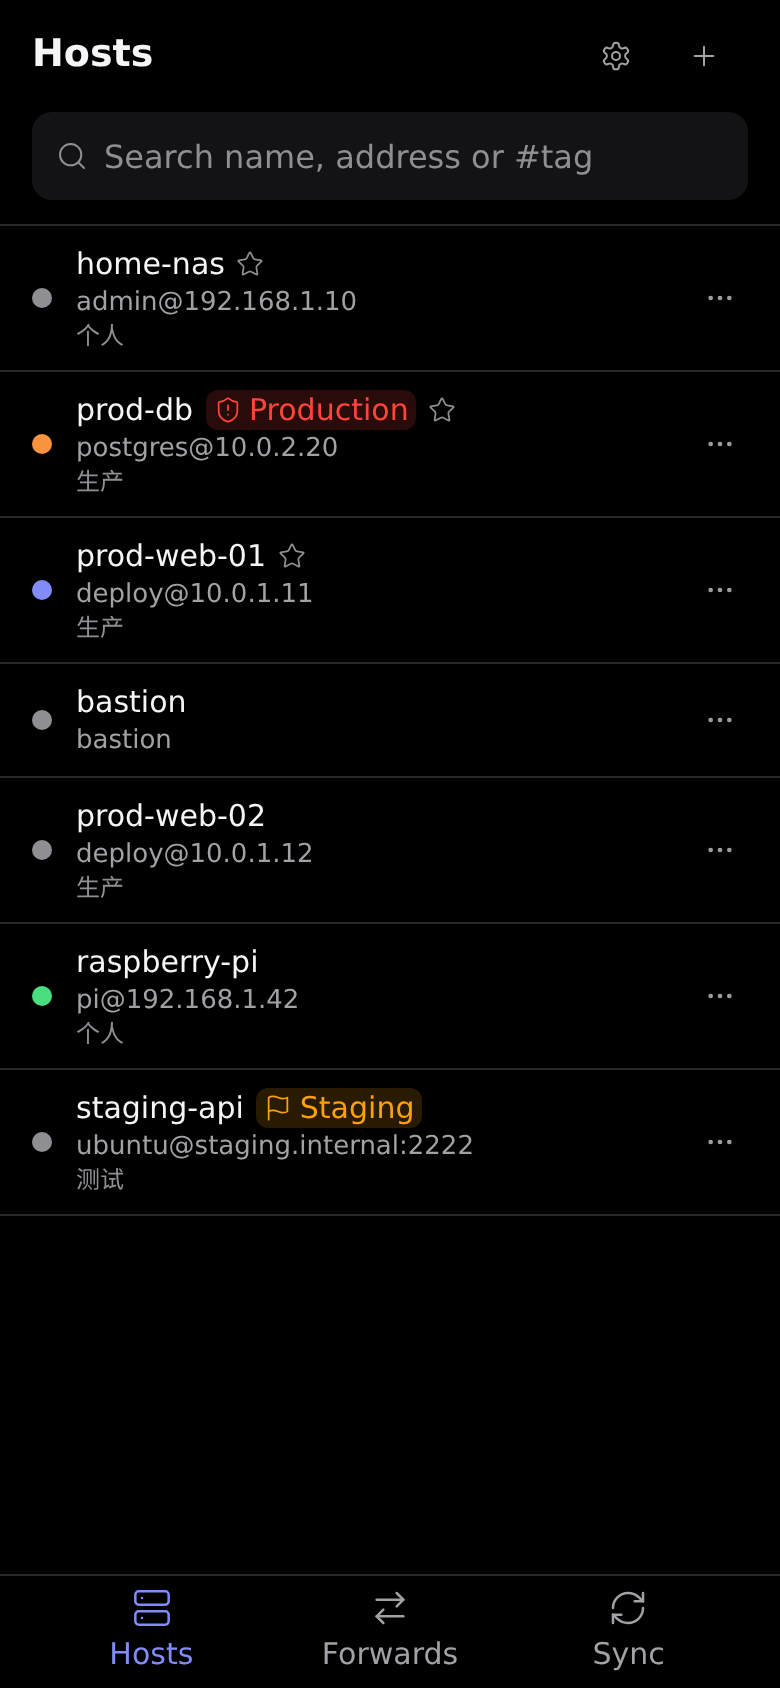 Hosts
Search name, address or #tag
home-nas
admin@192.168.1.10
个人
prod-db Production
postgres@10.0.2.20
生产
prod-web-01
deploy@10.0.1.11
生产
bastion
bastion
prod-web-02
deploy@10.0.1.12
生产
raspberry-pi
pi@192.168.1.42
个人
staging-api Staging
ubuntu@staging.internal:2222
测试
Hosts Forwards Sync